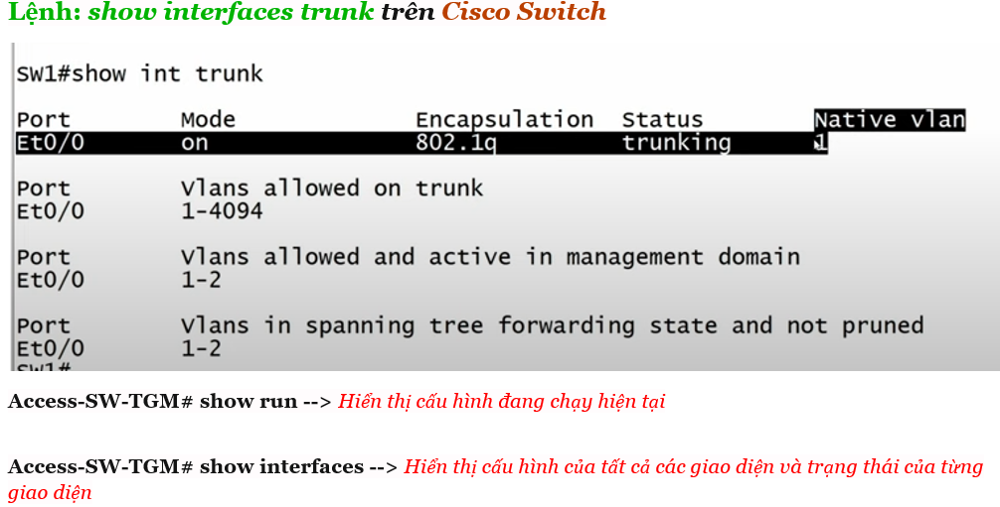 Lệnh: show interfaces trunk trên Cisco Switch
SW1#show int trunk
Port Mode Encapsulation Status Native vlan
Et0/0 on 802.1q trunking 1
Port Vlans allowed on trunk
Et0/0 1-4094
Port Vlans allowed and active in management domain
Et0/0 1-2
Port Vlans in spanning tree forwarding state and not pruned
Et0/0 1-2
SW1#
Access-SW-TGM# show run --> Hiển thị cấu hình đang chạy hiện tại
Access-SW-TGM# show interfaces --> Hiển thị cấu hình của tất cả các giao diện và trạng thái của từng
giao diện